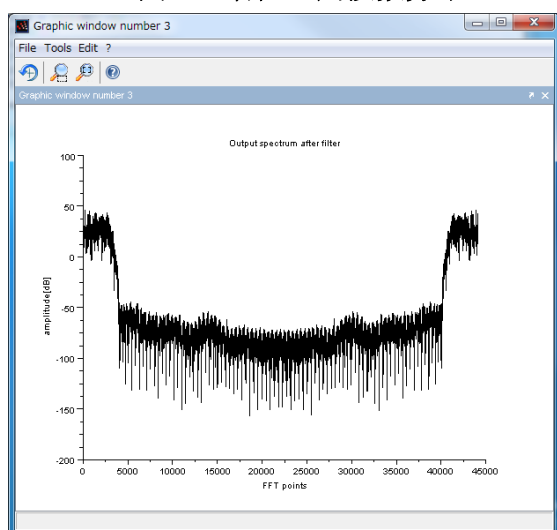 Graphic window number 3
File Tools Edit ?
Graphic window number 3
Output spectrum after filter
amplitude[dB]
100
50
0
-50
-100
-150
-200
0 5000 10000 15000 20000 25000 30000 35000 40000 45000
FFT points